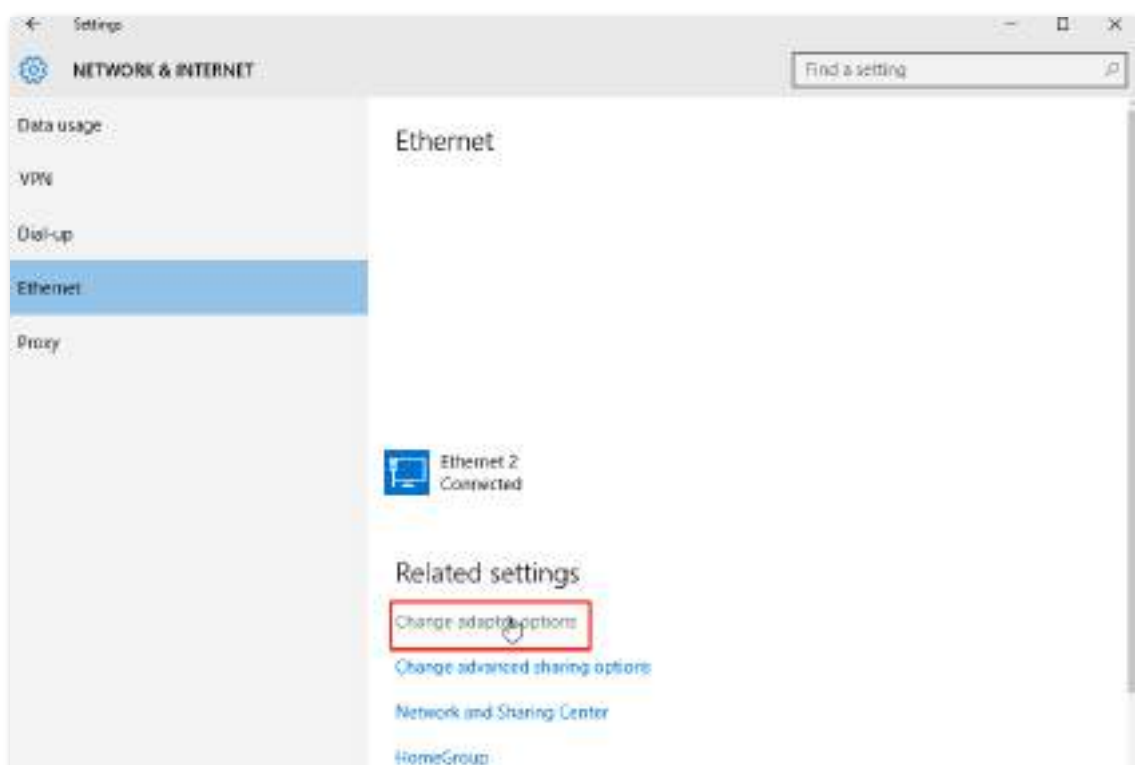 Settings
NETWORK & INTERNET
Find a setting
Data usage
VPN
Dial-up
Ethernet
Proxy
Ethernet
Ethernet 2
Connected
Related settings
Change adapter options
Change advanced sharing options
Network and Sharing Center
HomeGroup